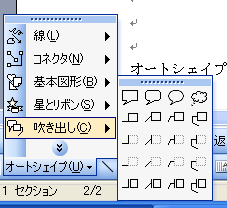 線(L)
コネクタ(N)
基本図形(B)
星とリボン(S)
吹き出し(C)
オートシェイプ(U)
1 セクション 2/2
オートシェイプ
返